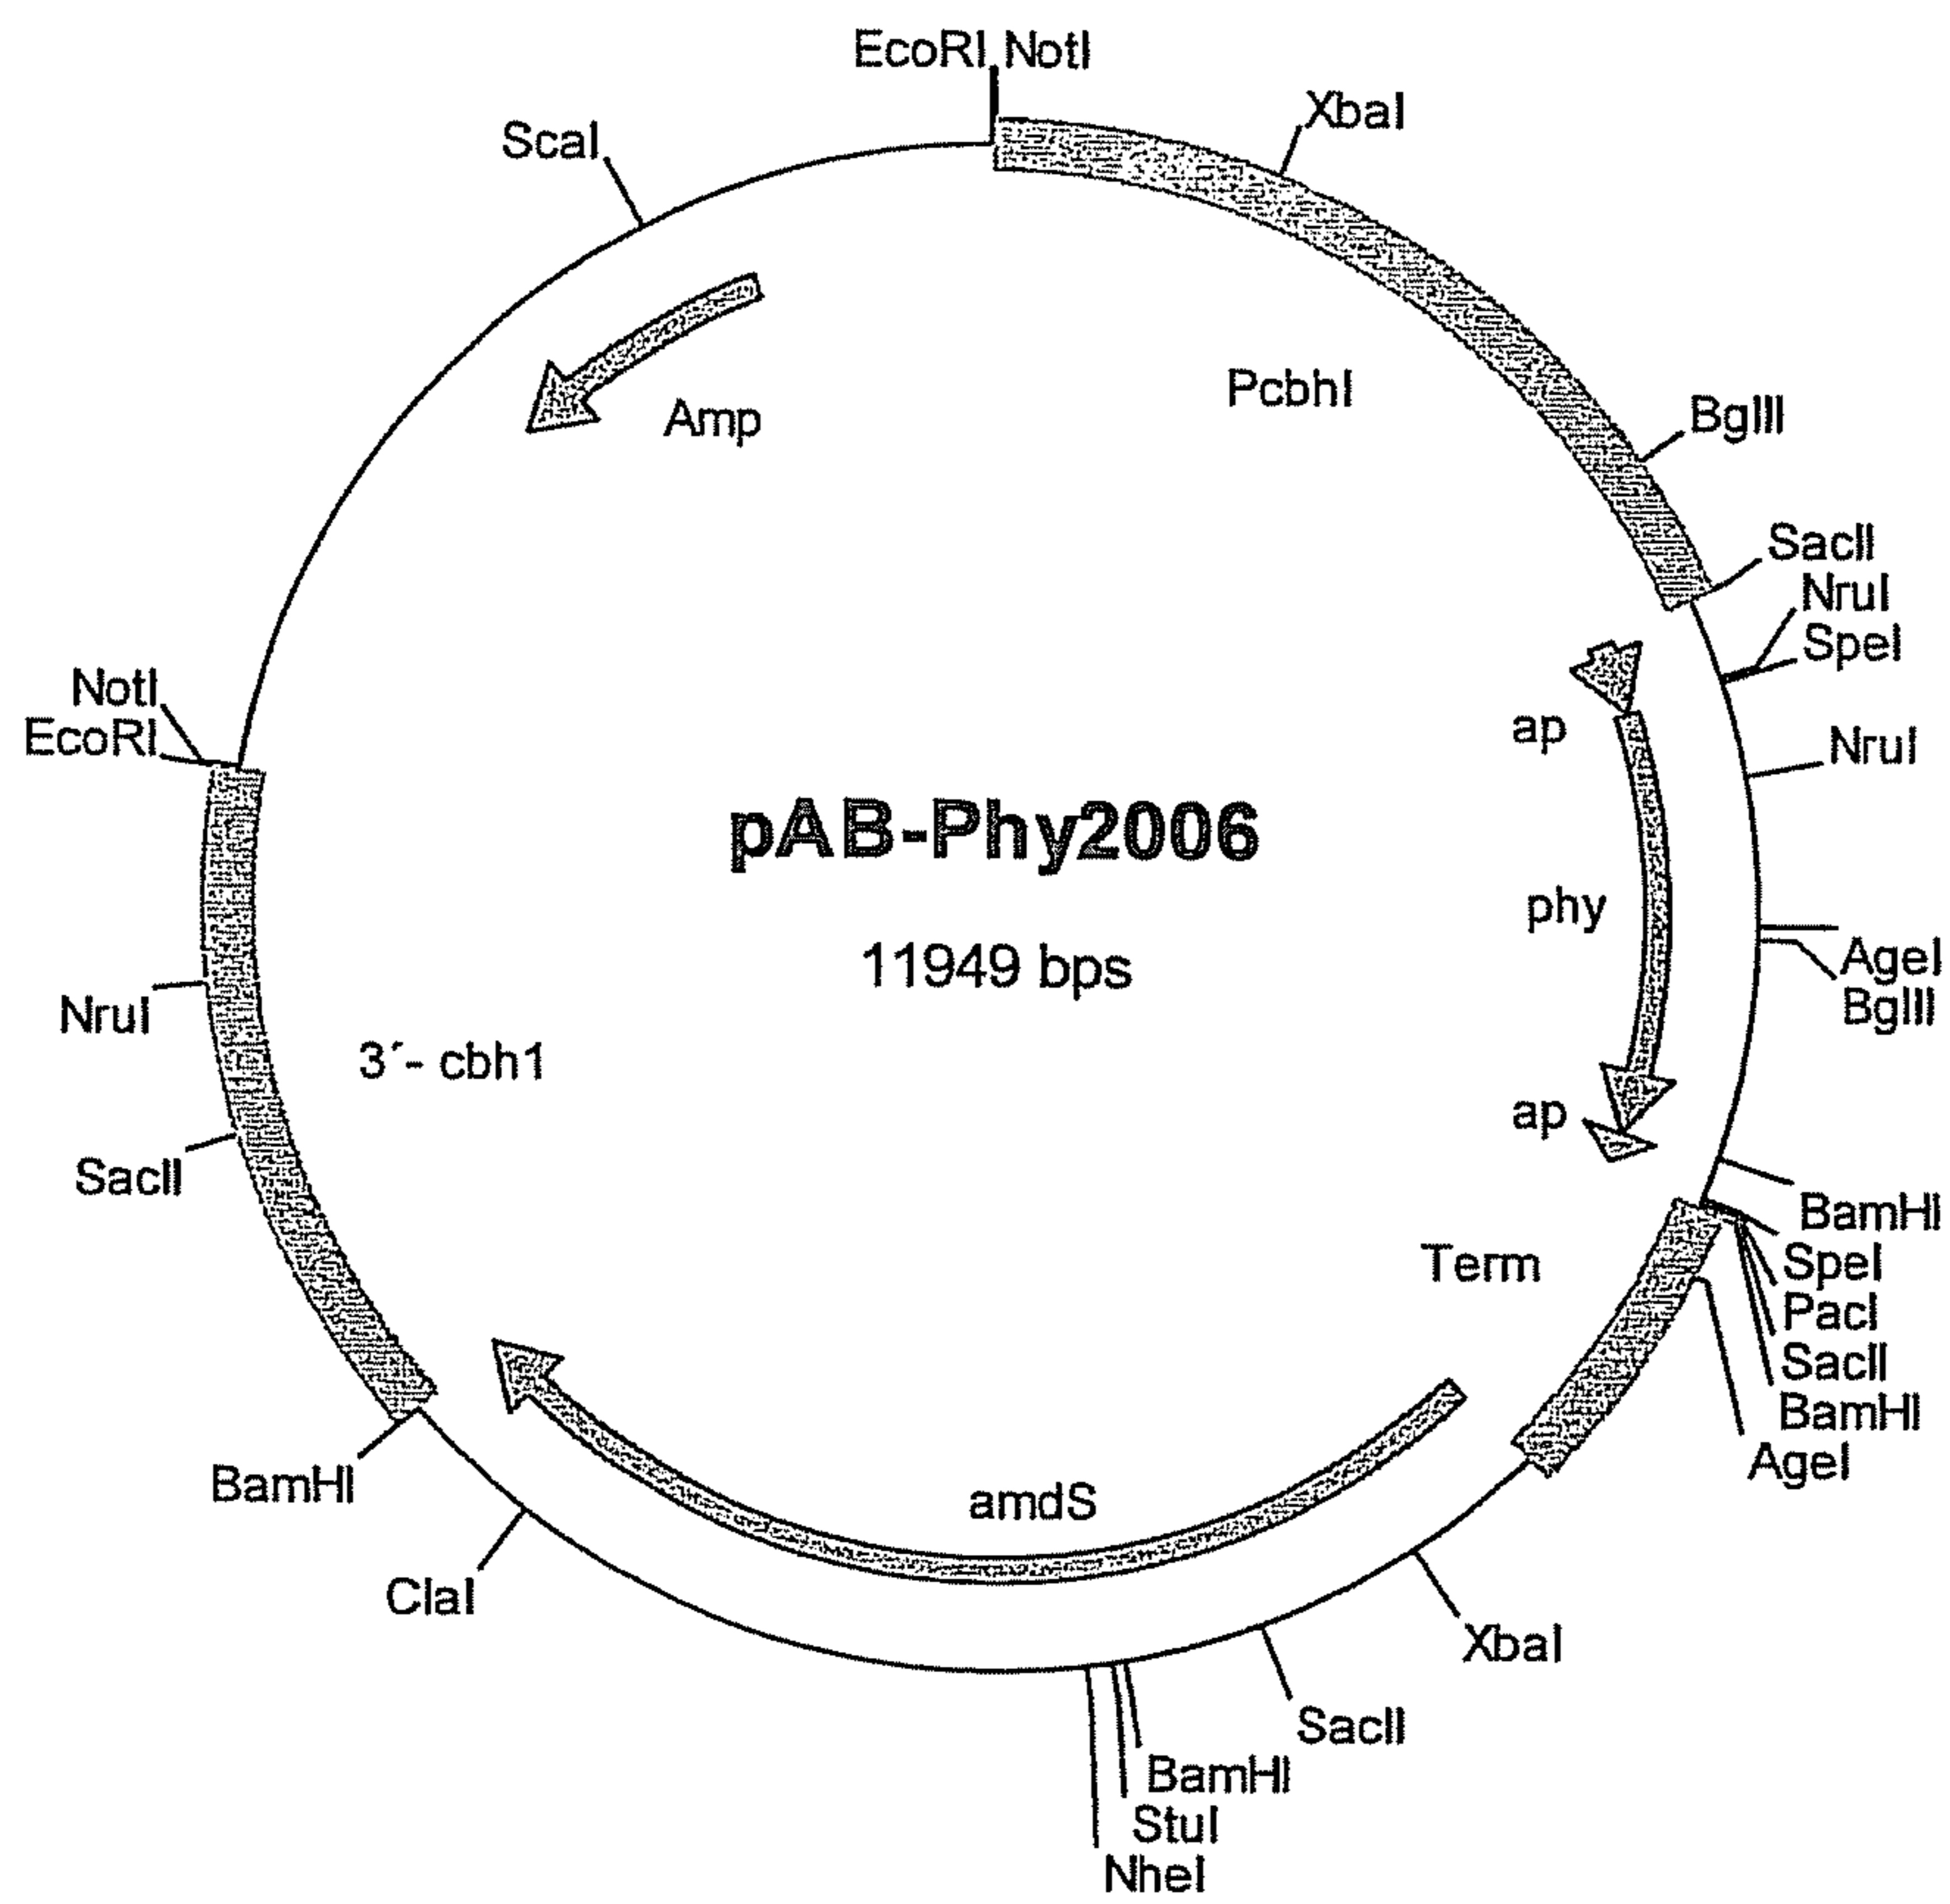 EcoRI NotI
XbaI
ScaI
PcbhI
BglII
Amp
SacII
NruI
SpeI
NotI
EcoRI
ap
NruI
pAB-Phy2006
phy
11949 bps
AgeI
BglII
NruI
3´- cbh1
ap
SacII
BamHI
Term
SpeI
PacI
SacII
BamHI
AgeI
BamHI
amdS
ClaI
XbaI
SacII
BamHI
StuI
NheI